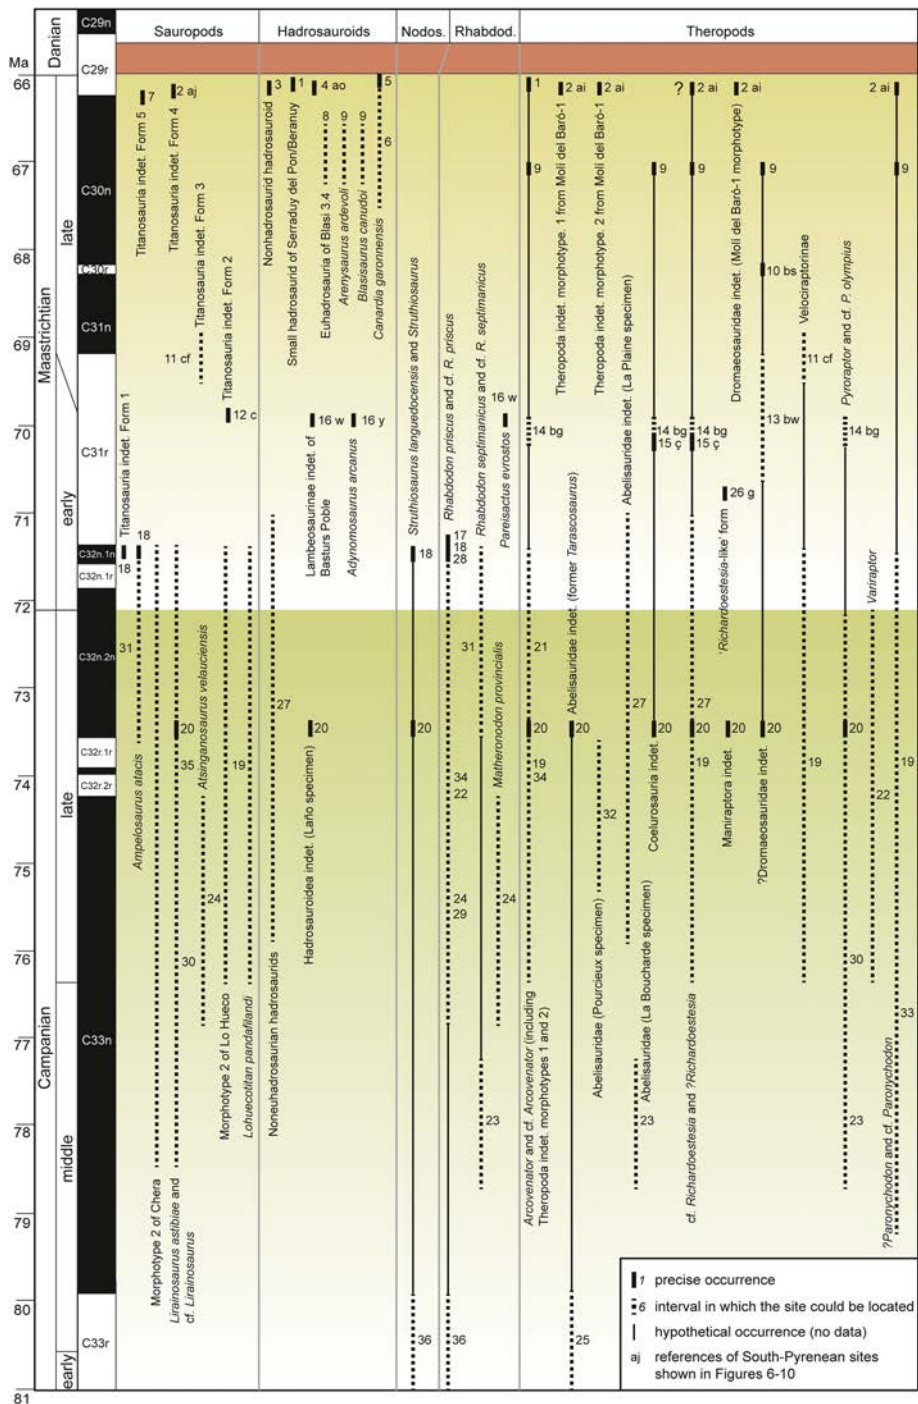 Sauropods
Hadrosauroids
Nodos.
Rhabdod.
Theropods
Ma
66
67
68
69
70
71
72
73
74
75
76
77
78
79
80
81
Danian
Maastrichtian
late
early
Campanian
late
middle
early
C29n
C29r
C30n
C30r
C31n
C31r
C32n.1n
C32n.1r
C32n.2n
C32r.1r
C32r.2r
C33n
C33r
Titanosauria indet. Form 1
18
18
Ampelosaurus atacis
31
Titanosauria indet. Form 5
7
Morphotype 2 of Chera
Titanosauria indet. Form 4
2 aj
Lirainosaurus astibiae and
cf. Lirainosaurus
20
35
30
Titanosauria indet. Form 3
11 cf
Atsinganosaurus velauciensis
24
Titanosauria indet. Form 2
12 c
Morphotype 2 of Lo Hueco
19
Lohuecotitan pandafilandi
Nonhadrosaurid hadrosauroid
3
Noneuhadrosaurian hadrosaurids
27
Small hadrosaurid of Serraduy del Pon/Beranuy
1
4 ao
Hadrosauroidea indet. (Laño specimen)
20
Lambeosaurinae indet. of
Basturs Poble
16 w
Euhadrosauria of Blasi 3.4
8
Arenysaurus ardevoli
9
Adynomosaurus arcanus
16 y
Blasisaurus canudoi
9
Canardia garonnensis
5
6
Struthiosaurus languedocensis and Struthiosaurus
18
20
36
Rhabdodon priscus and cf. R. priscus
17
18
28
34
22
24
29
36
Rhabdodon septimanicus and cf. R. septimanicus
31
23
Pareisactus evrostos
16 w
Matheronodon provincialis
24
Arcovenator and cf. Arcovenator (including
Theropoda indet. morphotypes 1 and 2)
1
9
14 bg
21
20
19
34
Theropoda indet. morphotype. 1 from Molí del Baró-1
2 ai
Abelisauridae indet. (former Tarascosaurus)
20
25
Theropoda indet. morphotype. 2 from Molí del Baró-1
2 ai
Abelisauridae (Pourcieux specimen)
32
Abelisauridae indet. (La Plaine specimen)
27
Abelisauridae (La Boucharde specimen)
23
Coelurosauria indet.
9
14 bg
15 ç
20
cf. Richardoestesia and ?Richardoestesia
?
2 ai
9
14 bg
15 ç
27
20
19
'Richardoestesia-like' form
26 g
Maniraptora indet.
20
Dromaeosauridae indet. (Molí del Baró-1 morphotype)
2 ai
?Dromaeosauridae indet.
9
10 bs
13 bw
20
Velociraptorinae
11 cf
19
Pyroraptor and cf. P. olympius
14 bg
20
30
23
Variraptor
22
?Paronychodon and cf. Paronychodon
2 ai
9
19
33
1 precise occurrence
6 interval in which the site could be located
hypothetical occurrence (no data)
aj references of South-Pyrenean sites
shown in Figures 6-10